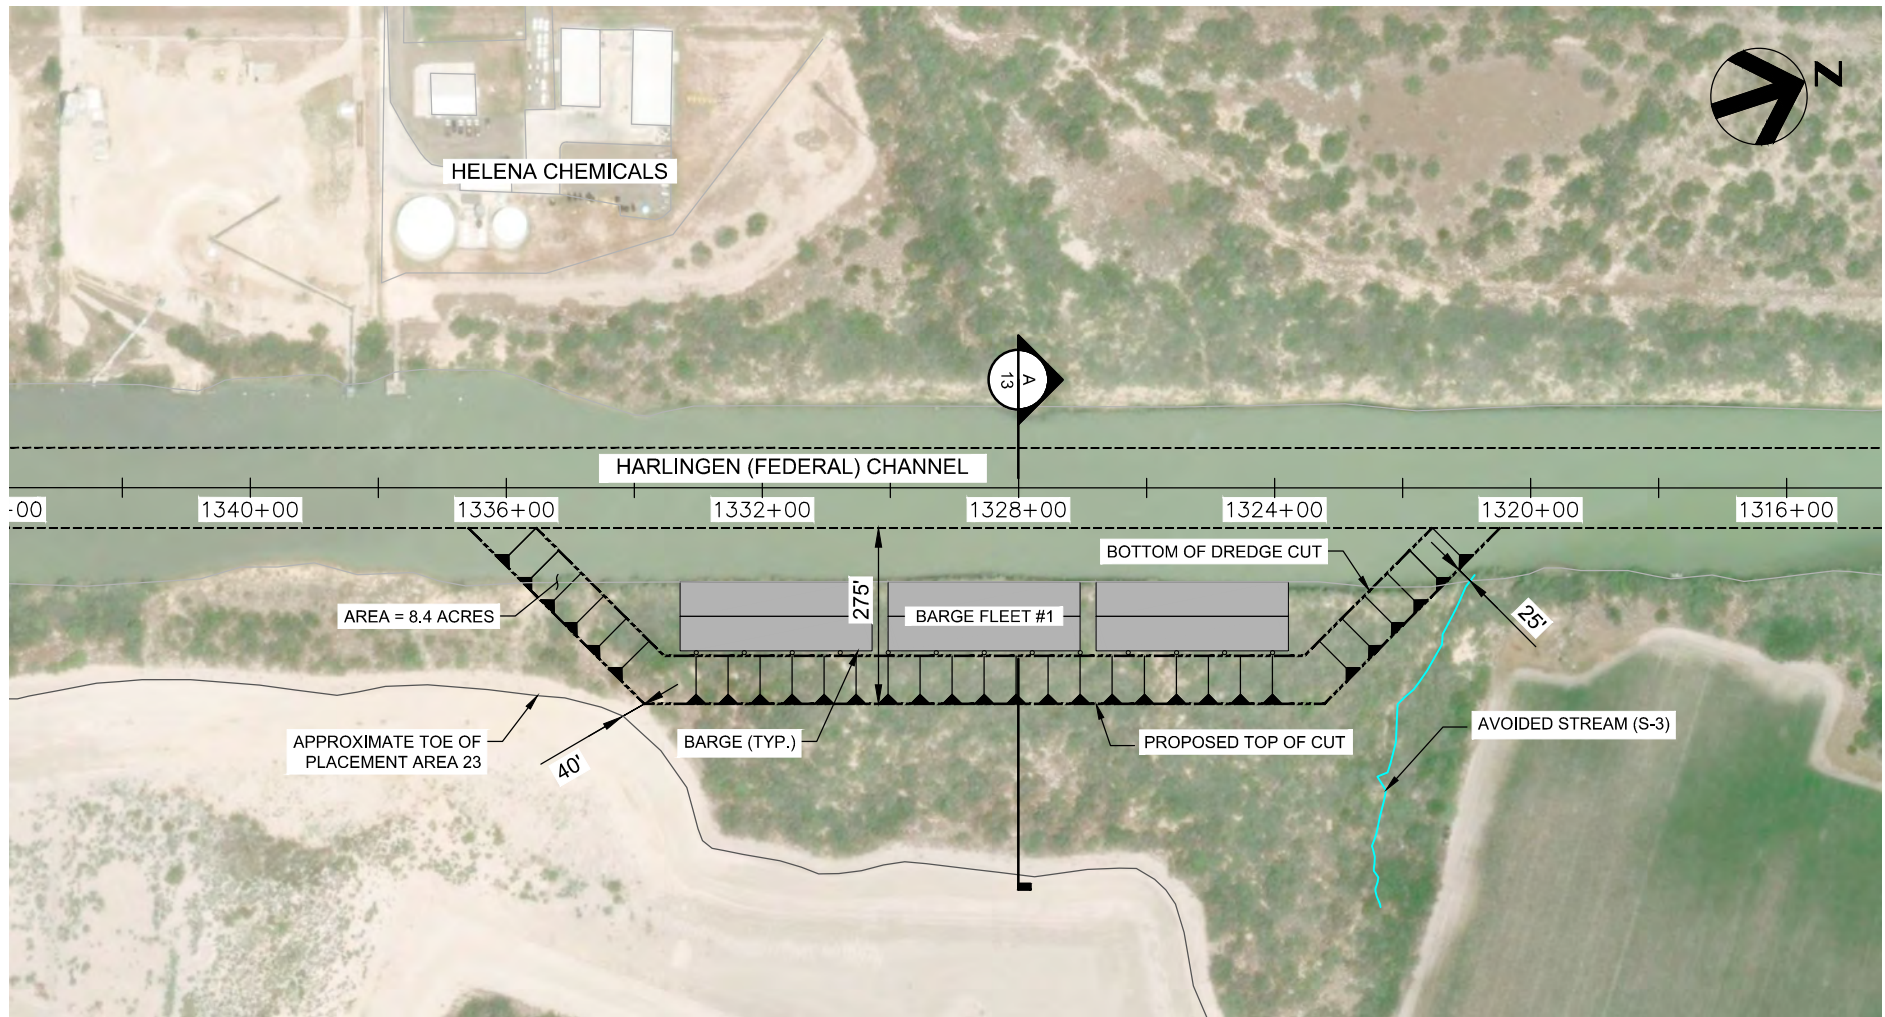 HELENA CHEMICALS
N
A
13
HARLINGEN (FEDERAL) CHANNEL
-00
1340+00
1336+00
1332+00
1328+00
1324+00
1320+00
1316+00
BOTTOM OF DREDGE CUT
AREA = 8.4 ACRES
275'
BARGE FLEET #1
25'
APPROXIMATE TOE OF
PLACEMENT AREA 23
40'
BARGE (TYP.)
PROPOSED TOP OF CUT
AVOIDED STREAM (S-3)